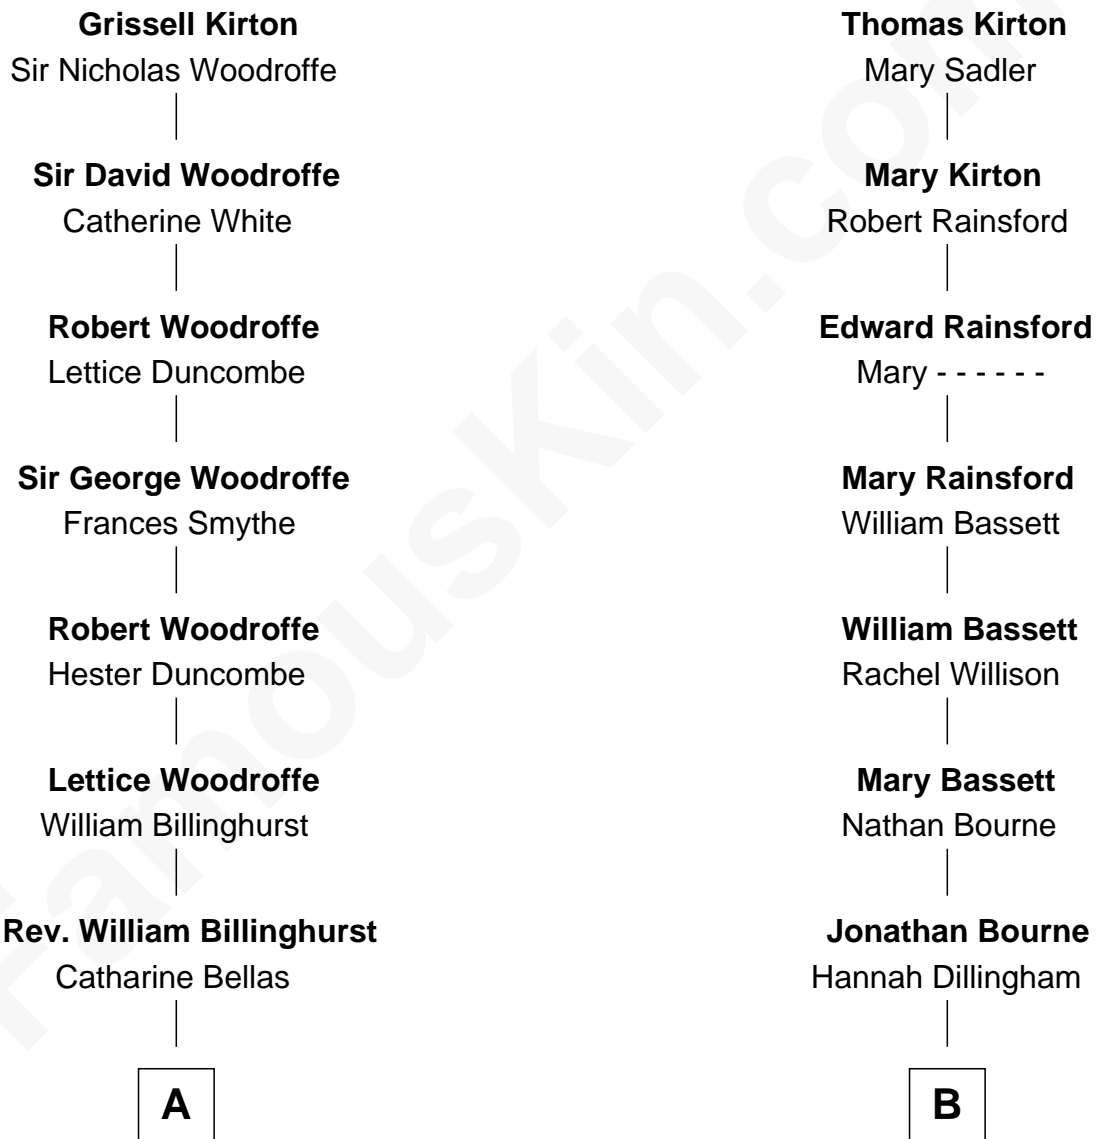 Grissell Kirton
Sir Nicholas Woodroffe
Sir David Woodroffe
Catherine White
Robert Woodroffe
Lettice Duncombe
Sir George Woodroffe
Frances Smythe
Robert Woodroffe
Hester Duncombe
Lettice Woodroffe
William Billinghurst
Rev. William Billinghurst
Catharine Bellas
A
Thomas Kirton
Mary Sadler
Mary Kirton
Robert Rainsford
Edward Rainsford
Mary - - - - - -
Mary Rainsford
William Bassett
William Bassett
Rachel Willison
Mary Bassett
Nathan Bourne
Jonathan Bourne
Hannah Dillingham
B
FamousKin.com